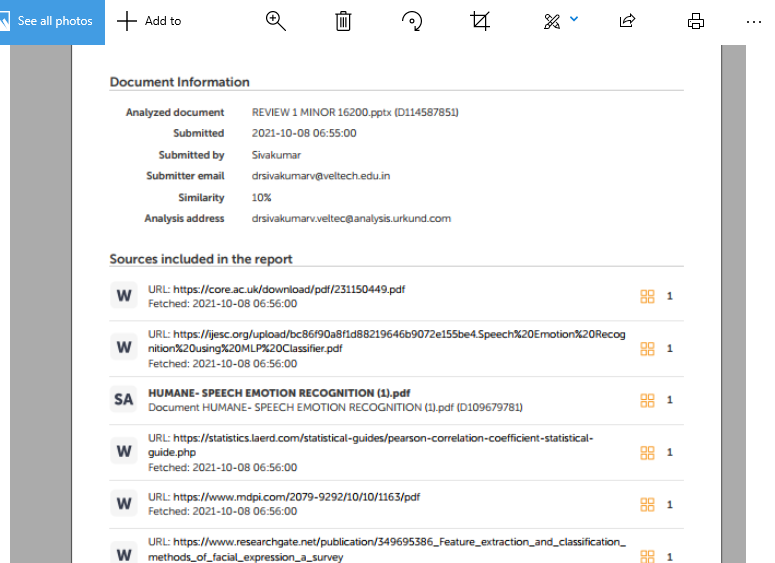 See all photos
Add to
Document Information
Analyzed document REVIEW 1 MINOR 16200.pptx (D114587851)
Submitted 2021-10-08 06:55:00
Submitted by Sivakumar
Submitter email drsivakumarv@veltech.edu.in
Similarity 10%
Analysis address drsivakumarv.veltec@analysis.urkund.com
Sources included in the report
W URL: https://core.ac.uk/download/pdf/231150449.pdf
Fetched: 2021-10-08 06:56:00
1
URL: https://ijesc.org/upload/bc86f90a8f1d88219646b9072e155be4.Speech%20Emotion%20Recog
W nition%20using%20MLP%20Classifier.pdf
Fetched: 2021-10-08 06:56:00
1
SA HUMANE- SPEECH EMOTION RECOGNITION (1).pdf
Document HUMANE- SPEECH EMOTION RECOGNITION (1).pdf (D109679781)
1
URL: https://statistics.laerd.com/statistical-guides/pearson-correlation-coefficient-statistical-
W guide.php
Fetched: 2021-10-08 06:56:00
1
W URL: https://www.mdpi.com/2079-9292/10/10/1163/pdf
Fetched: 2021-10-08 06:56:00
1
URL: https://www.researchgate.net/publication/349695386_Feature_extraction_and_classification_
W methods_of_facial_expression_a_survey
1